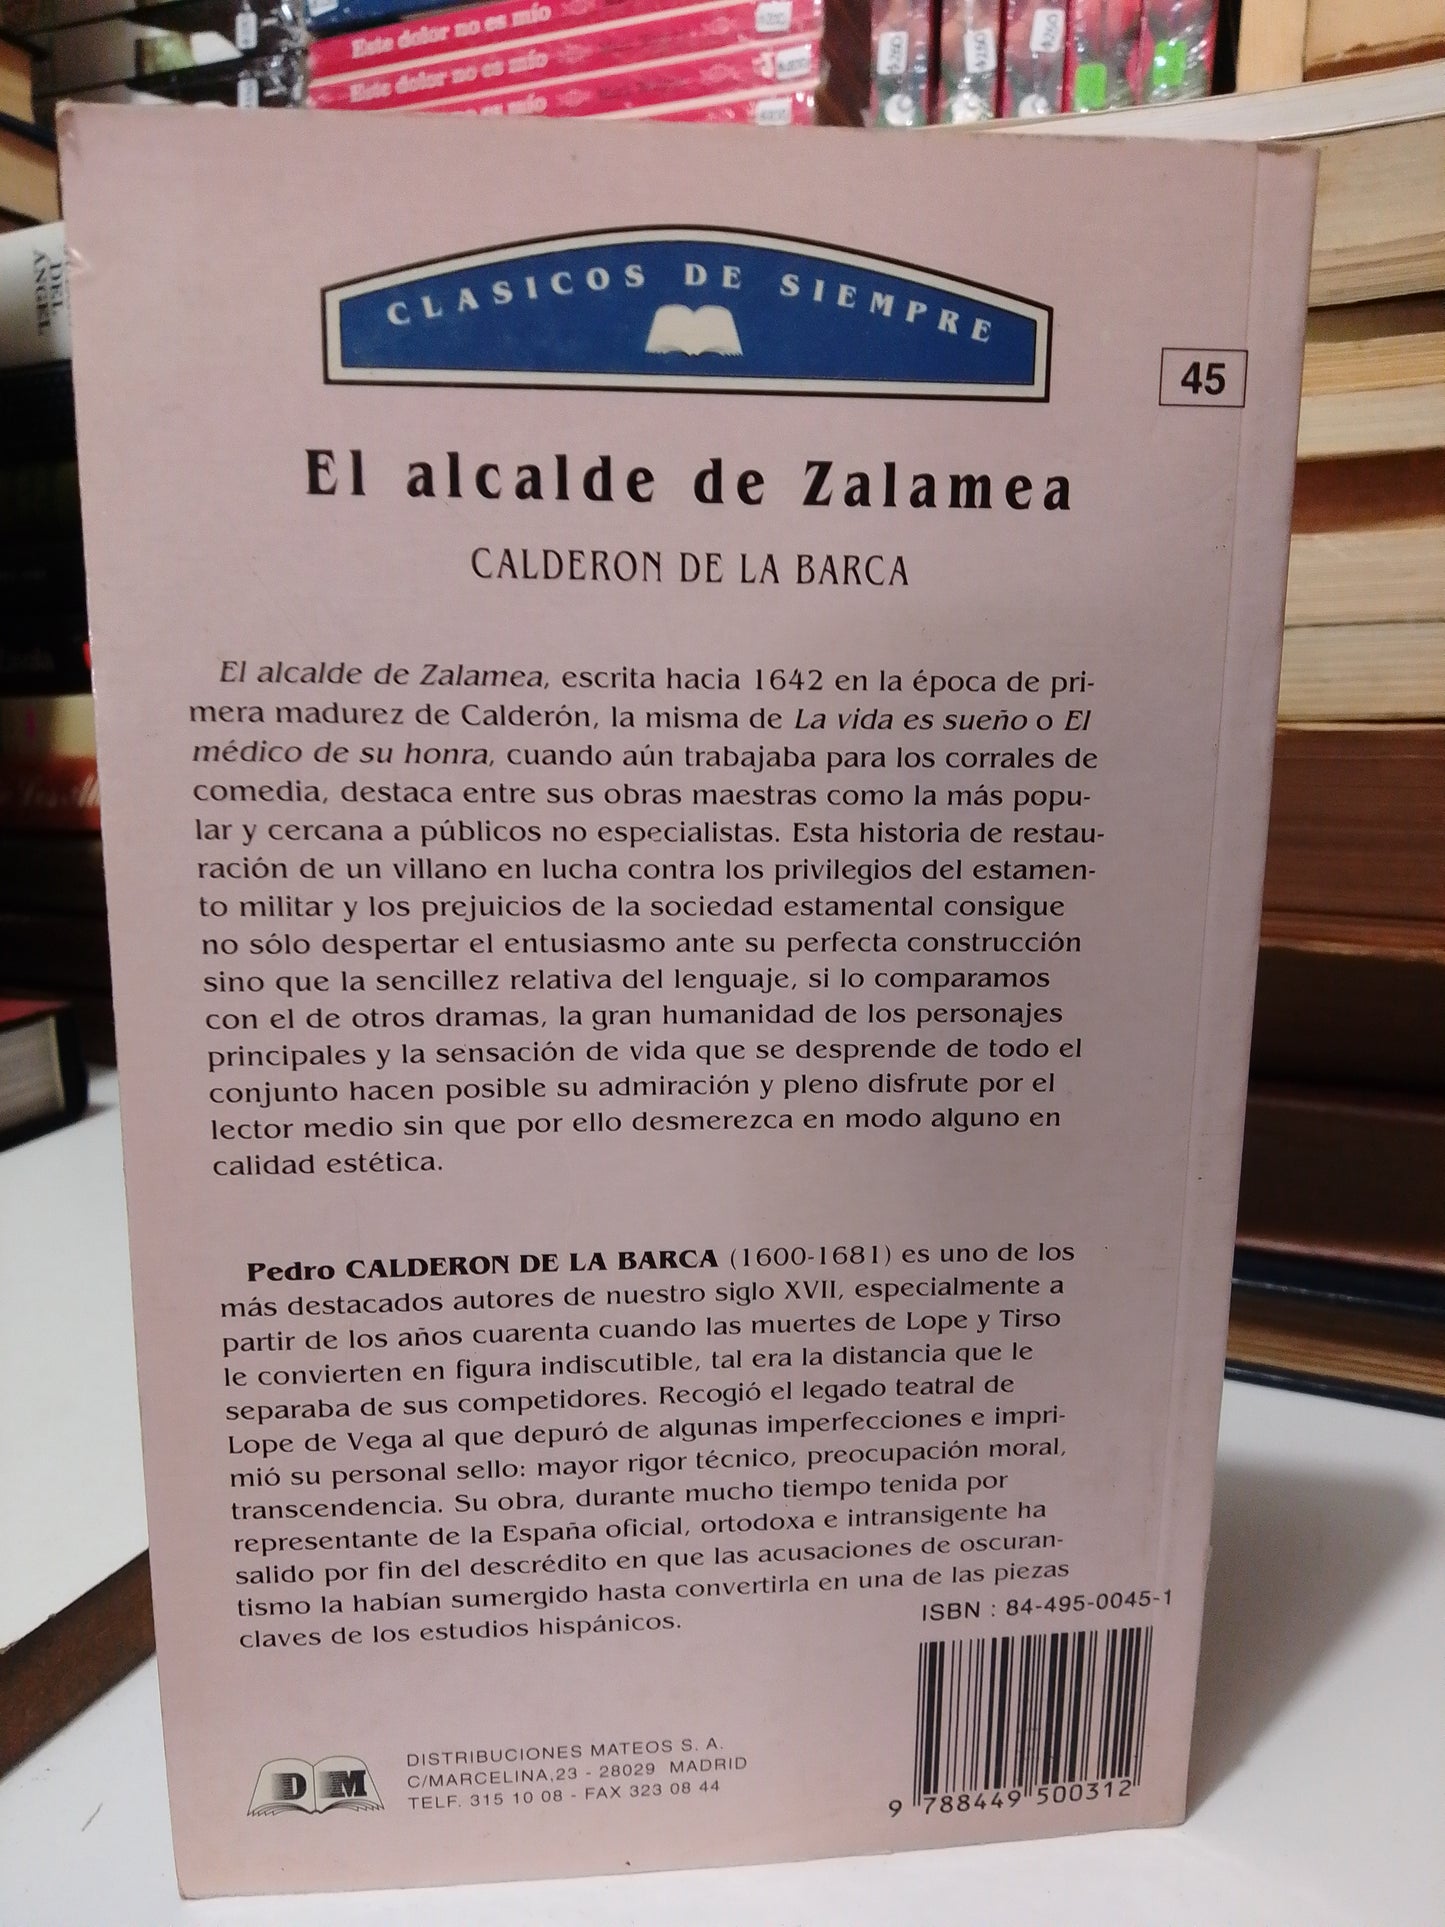 Este dolor no es mío
Este dolor no es mío
es mío
DEL
ANGEL
CLASICOS DE SIEMPRE
45
El alcalde de Zalamea
CALDERON DE LA BARCA
El alcalde de Zalamea, escrita hacia 1642 en la época de pri-
mera madurez de Calderón, la misma de La vida es sueño o El
médico de su honra, cuando aún trabajaba para los corrales de
comedia, destaca entre sus obras maestras como la más popu-
lar y cercana a públicos no especialistas. Esta historia de restau-
ración de un villano en lucha contra los privilegios del estamen-
to militar y los prejuicios de la sociedad estamental consigue
no sólo despertar el entusiasmo ante su perfecta construcción
sino que la sencillez relativa del lenguaje, si lo comparamos
con el de otros dramas, la gran humanidad de los personajes
principales y la sensación de vida que se desprende de todo el
conjunto hacen posible su admiración y pleno disfrute por el
lector medio sin que por ello desmerezca en modo alguno en
calidad estética.
Pedro CALDERON DE LA BARCA (1600-1681) es uno de los
más destacados autores de nuestro siglo XVII, especialmente a
partir de los años cuarenta cuando las muertes de Lope y Tirso
le convierten en figura indiscutible, tal era la distancia que le
separaba de sus competidores. Recogió el legado teatral de
Lope de Vega al que depuró de algunas imperfecciones e impri-
mió su personal sello: mayor rigor técnico, preocupación moral,
transcendencia. Su obra, durante mucho tiempo tenida por
representante de la España oficial, ortodoxa e intransigente ha
salido por fin del descrédito en que las acusaciones de oscuran-
tismo la habían sumergido hasta convertirla en una de las piezas
claves de los estudios hispánicos.
ISBN : 84-495-0045-1
9 788449 500312
DM
DISTRIBUCIONES MATEOS S. A.
C/MARCELINA,23 - 28029 MADRID
TELF. 315 10 08 - FAX 323 08 44